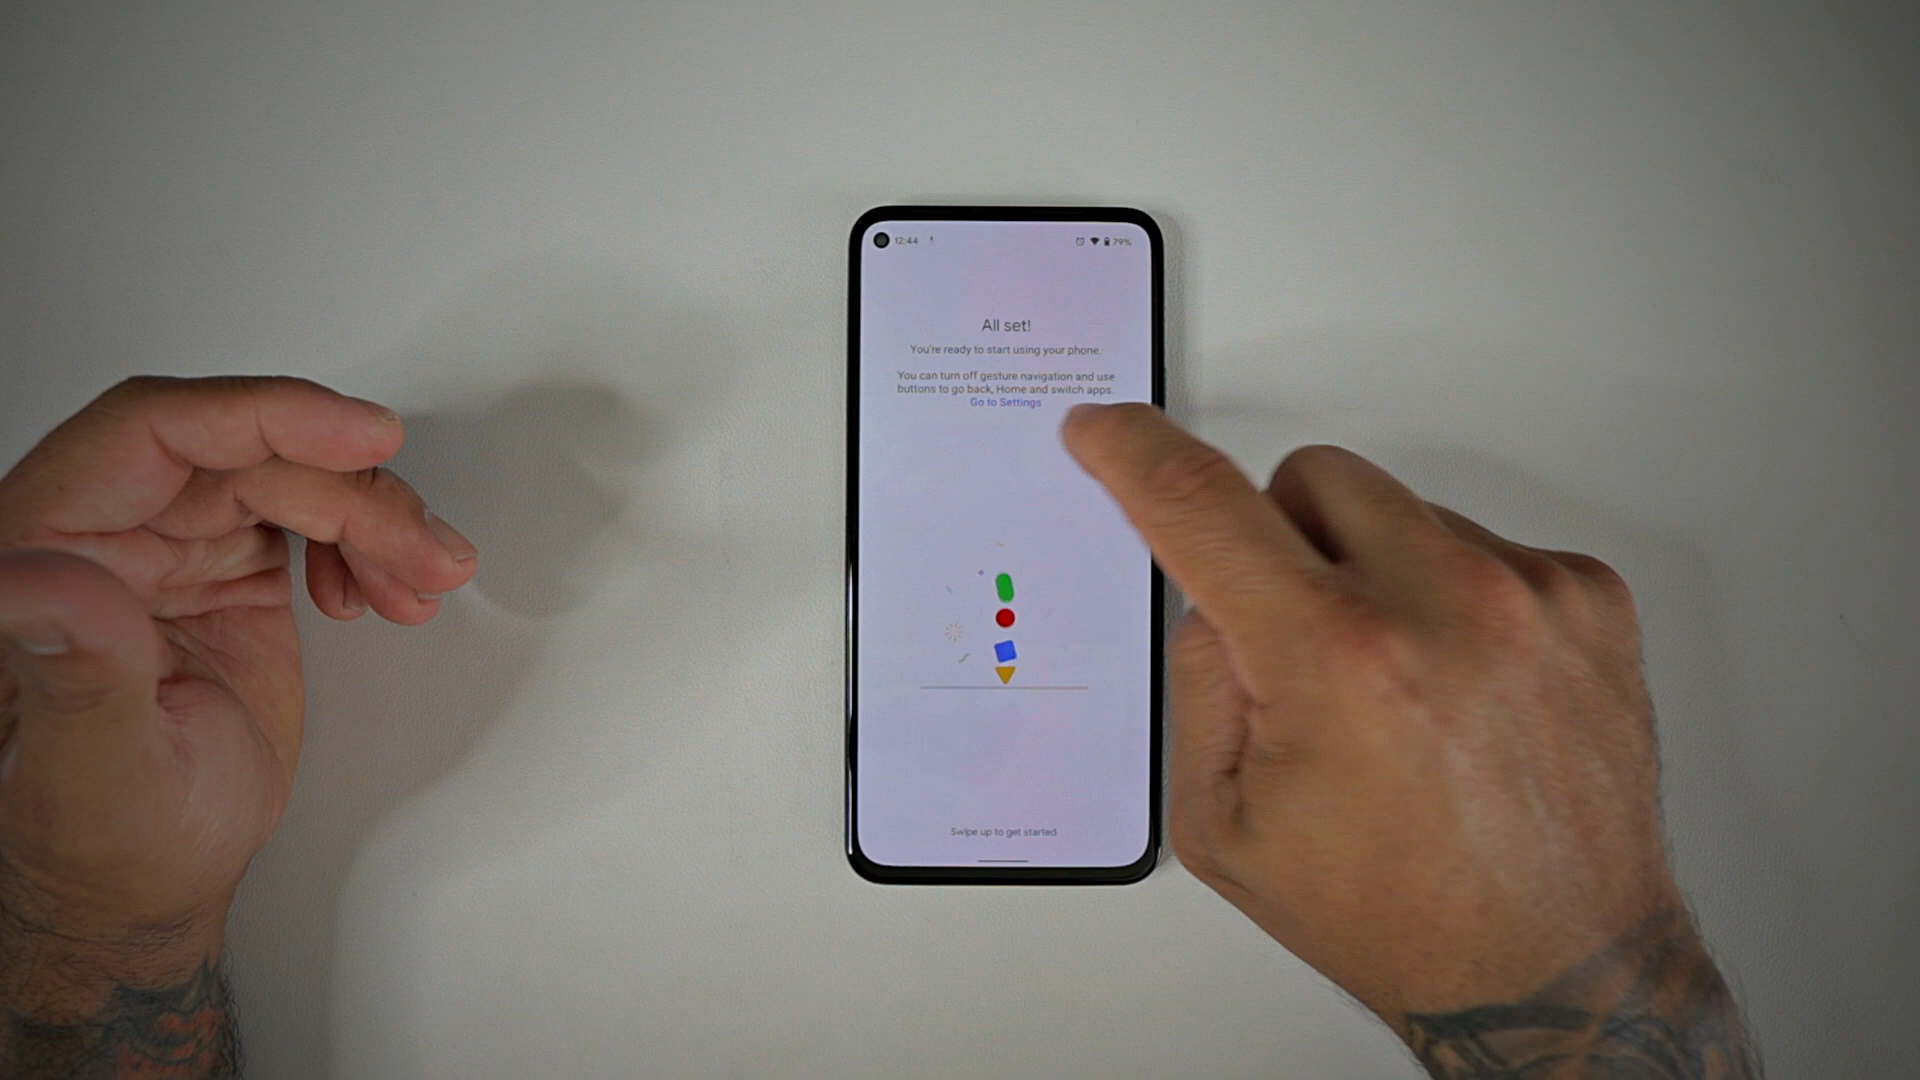 12:44
79%
All set!
You're ready to start using your phone.
You can turn off gesture navigation and use
buttons to go back, Home and switch apps.
Go to Settings
Swipe up to get started